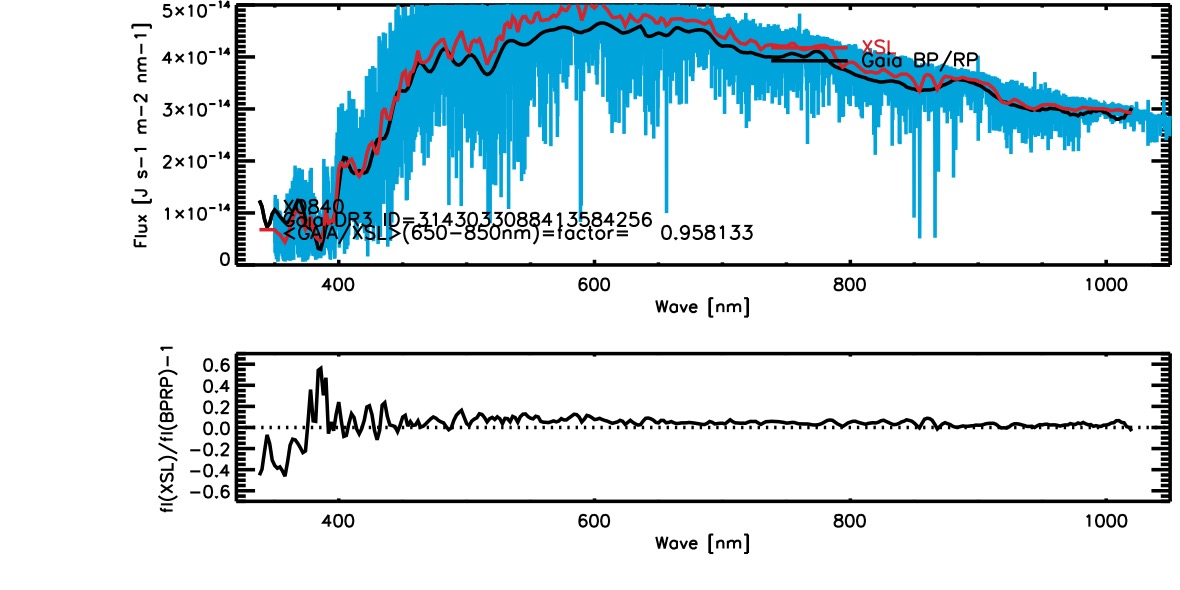 5×10⁻¹⁴
4×10⁻¹⁴
3×10⁻¹⁴
2×10⁻¹⁴
1×10⁻¹⁴
0
Flux [J s−1 m−2 nm−1]
XSL
Gaia BP/RP
X0840
Gaia DR3 ID=3143033088413584256
<GAIA/XSL>(650−850nm)=factor= 0.958133
400 600 800 1000
Wave [nm]
fl(XSL)/fl(BPRP)−1
0.6
0.4
0.2
0.0
−0.2
−0.4
−0.6
400 600 800 1000
Wave [nm]